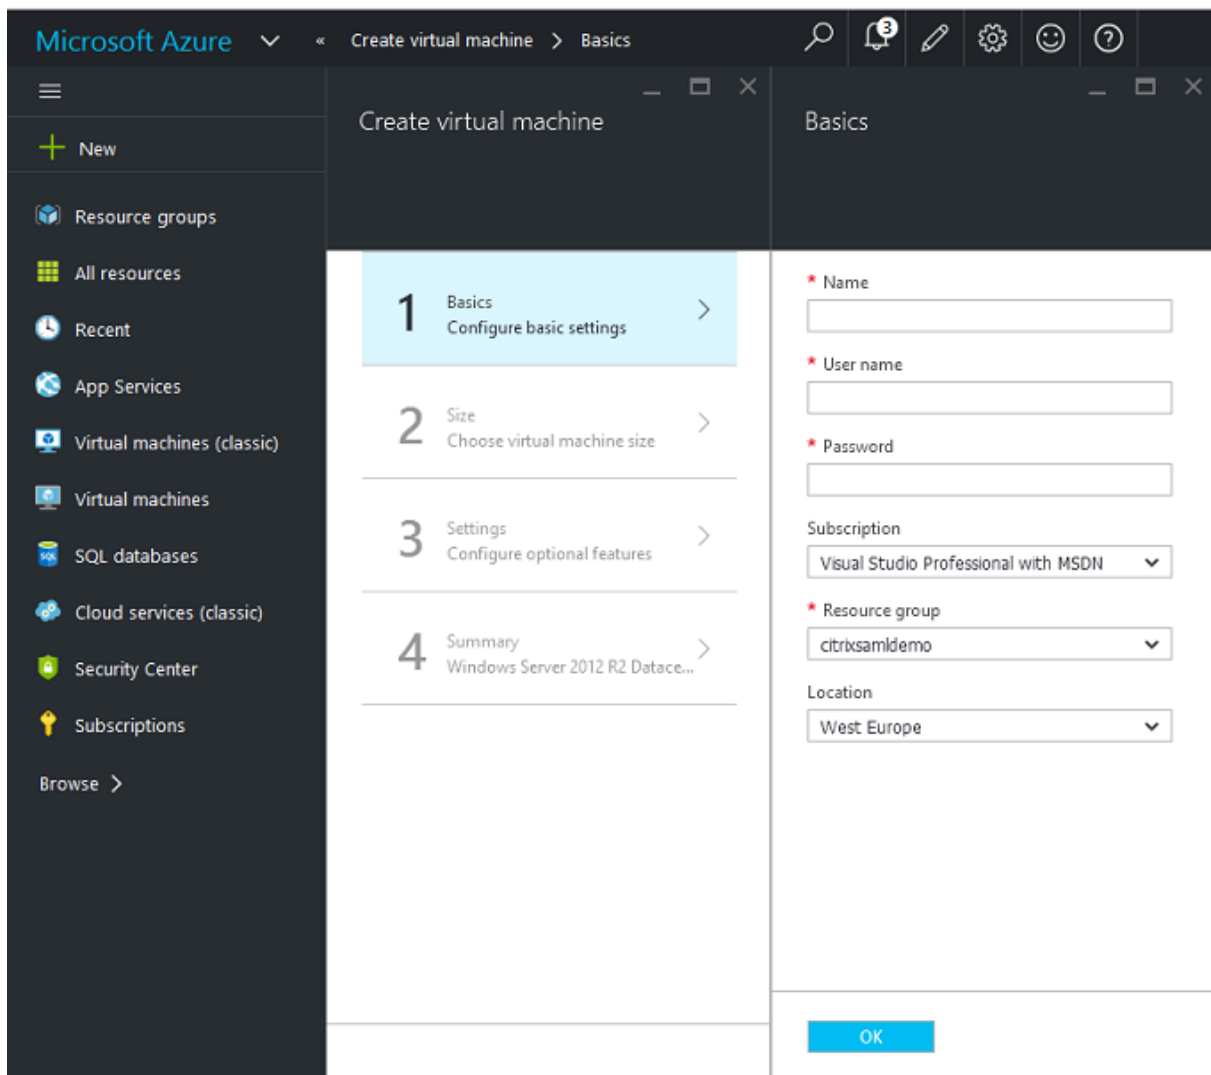 Microsoft Azure
« Create virtual machine > Basics
3
New
Resource groups
All resources
Recent
App Services
Virtual machines (classic)
Virtual machines
SQL databases
Cloud services (classic)
Security Center
Subscriptions
Browse >
Create virtual machine
1
Basics
Configure basic settings
2
Size
Choose virtual machine size
3
Settings
Configure optional features
4
Summary
Windows Server 2012 R2 Datace...
Basics
* Name
* User name
* Password
Subscription
Visual Studio Professional with MSDN
* Resource group
citrixsamldemo
Location
West Europe
OK